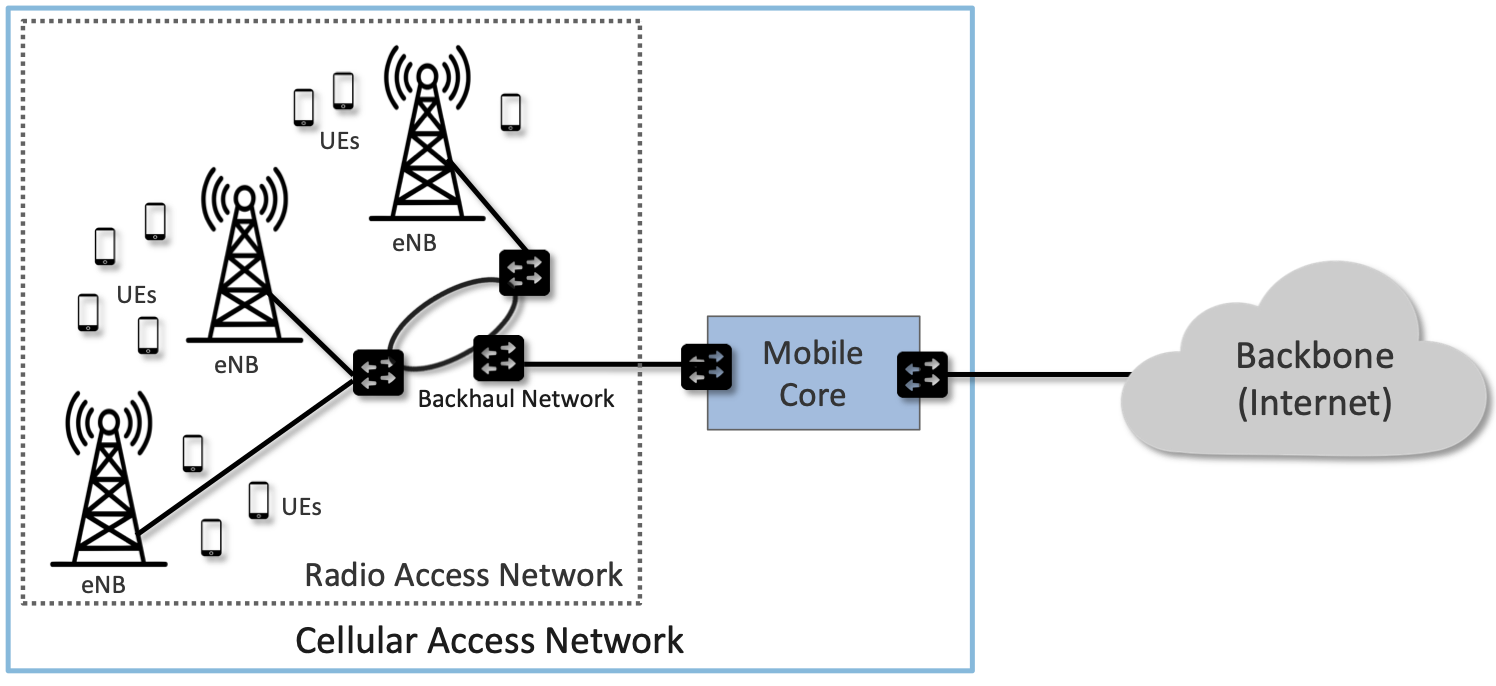 UEs
eNB
UEs
eNB
Backhaul Network
UEs
eNB
Radio Access Network
Cellular Access Network
Mobile
Core
Backbone
(Internet)